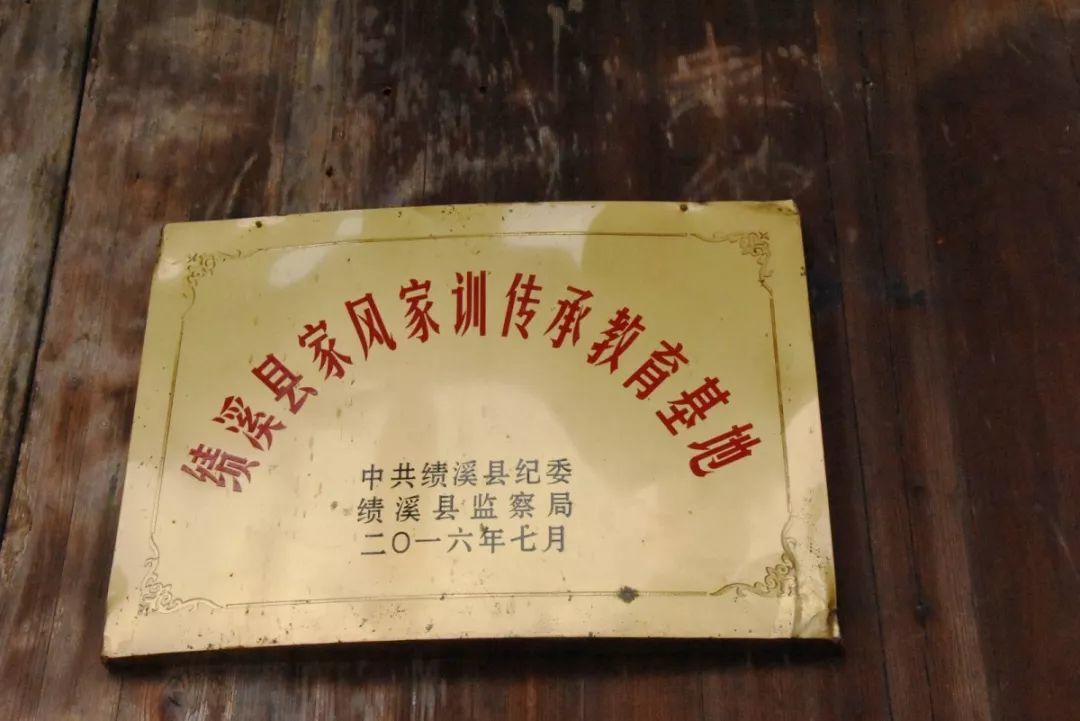 绩溪县家风家训传承教育基地
中共绩溪县纪委
绩溪县监察局
二〇一六年七月